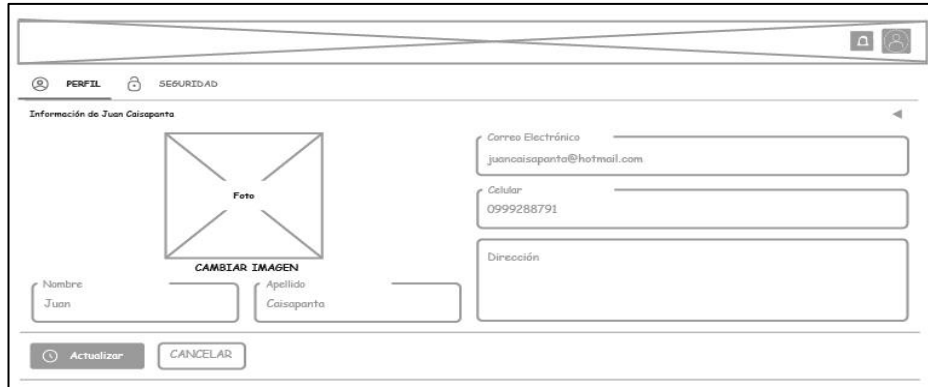 PERFIL
SEGURIDAD
Información de Juan Caisapanta
Foto
CAMBIAR IMAGEN
Nombre
Juan
Apellido
Caisapanta
Correo Electrónico
juancaisapanta@hotmail.com
Celular
0999288791
Dirección
Actualizar
CANCELAR